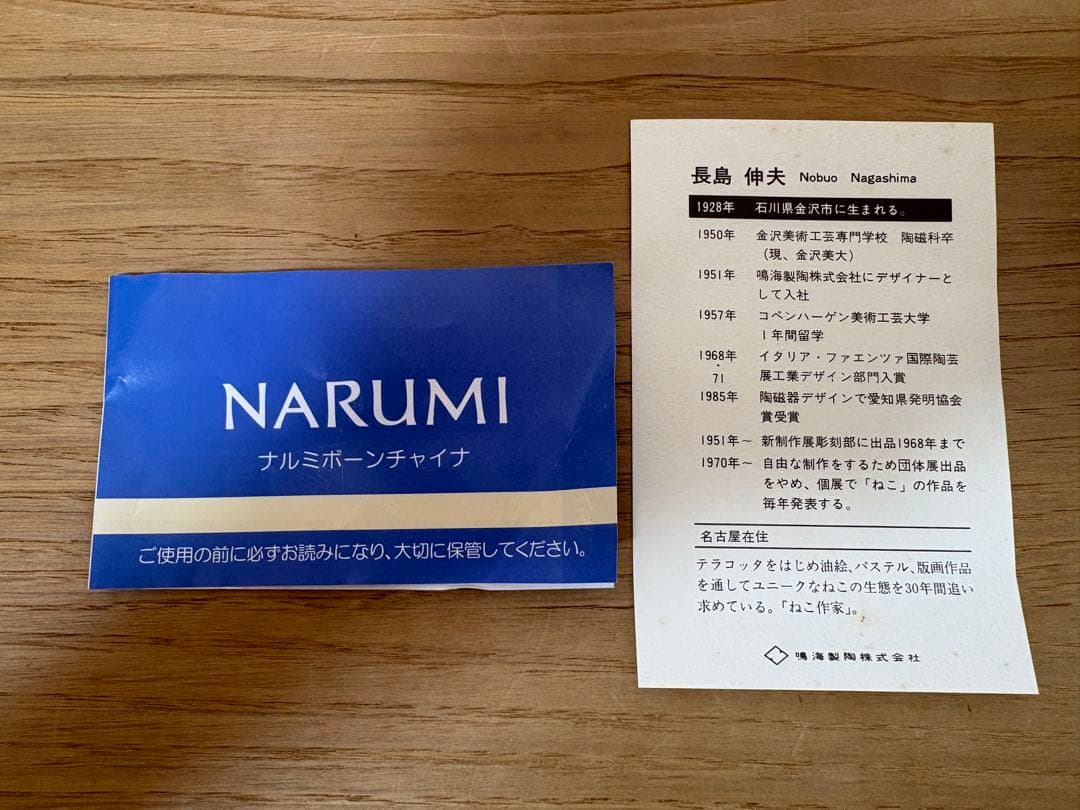 NARUMI
ナルミボーンチャイナ
ご使用の前に必ずお読みになり、大切に保管してください。
長島 伸夫 Nobuo Nagashima
1928年 石川県金沢市に生まれる。
1950年 金沢美術工芸専門学校 陶磁科卒
(現、金沢美大)
1951年 鳴海製陶株式会社にデザイナーと
して入社
1957年 コペンハーゲン美術工芸大学
1年間留学
1968年 イタリア・ファエンツァ国際陶芸
・71 展工業デザイン部門入賞
1985年 陶磁器デザインで愛知県発明協会
賞受賞
1951年～ 新制作展彫刻部に出品1968年まで
1970年～ 自由な制作をするため団体展出品
をやめ、個展で「ねこ」の作品を
毎年発表する。
名古屋在住
テラコッタをはじめ油絵、パステル、版画作品
を通してユニークなねこの生態を30年間追い
求めている。「ねこ作家」。
鳴海製陶株式会社